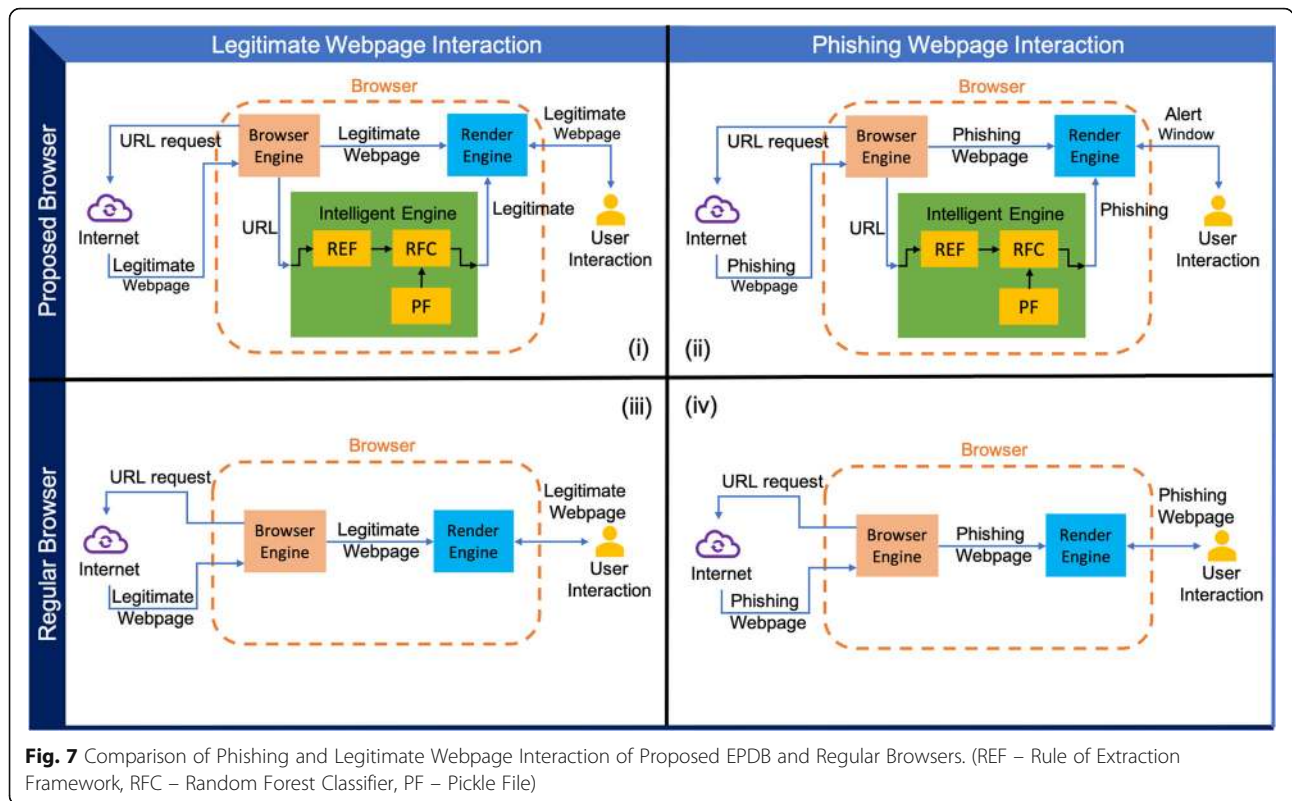 Legitimate Webpage Interaction
Phishing Webpage Interaction
Proposed Browser
Browser
URL request
Browser
Engine
Legitimate
Webpage
Render
Engine
Legitimate
Webpage
Internet
Legitimate
Webpage
URL
Intelligent Engine
REF
RFC
PF
Legitimate
User
Interaction
(i)
Browser
URL request
Browser
Engine
Phishing
Webpage
Render
Engine
Alert
Window
Internet
Phishing
Webpage
URL
Intelligent Engine
REF
RFC
PF
Phishing
User
Interaction
(ii)
Regular Browser
(iii)
Browser
URL request
Browser
Engine
Legitimate
Webpage
Render
Engine
Legitimate
Webpage
Internet
Legitimate
Webpage
User
Interaction
(iv)
Browser
URL request
Browser
Engine
Phishing
Webpage
Render
Engine
Phishing
Webpage
Internet
Phishing
Webpage
User
Interaction
Fig. 7 Comparison of Phishing and Legitimate Webpage Interaction of Proposed EPDB and Regular Browsers. (REF – Rule of Extraction
Framework, RFC – Random Forest Classifier, PF – Pickle File)